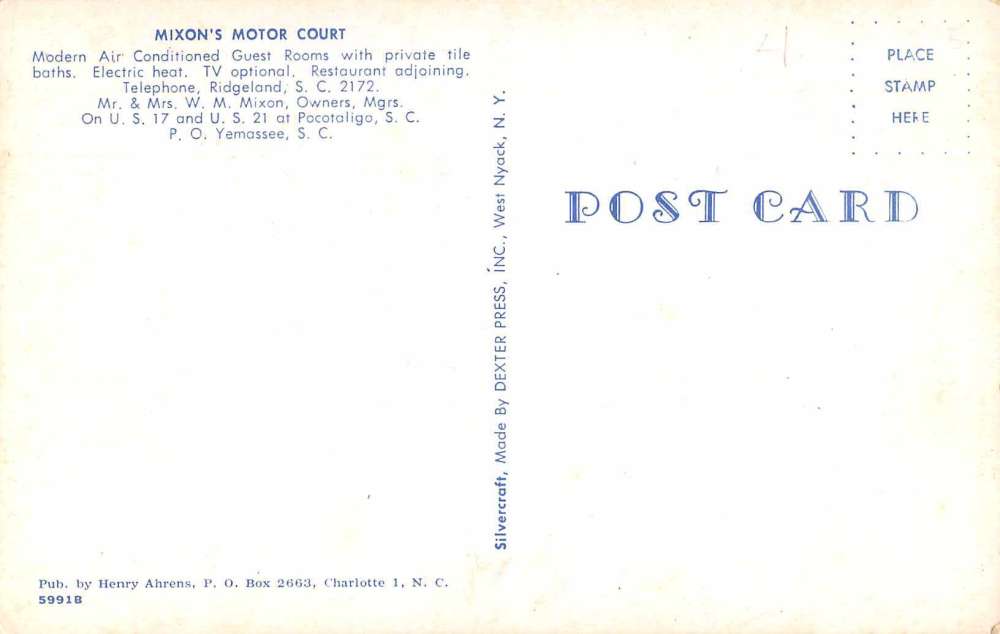 MIXON'S MOTOR COURT
Modern Air Conditioned Guest Rooms with private tile
baths. Electric heat. TV optional. Restaurant adjoining.
Telephone, Ridgeland, S. C. 2172.
Mr. & Mrs. W. M. Mixon, Owners, Mgrs.
On U. S. 17 and U. S. 21 at Pocotaligo, S. C.
P. O. Yemassee, S. C.
Pub. by Henry Ahrens, P. O. Box 2663, Charlotte 1, N. C.
5991B
Silvercraft, Made By DEXTER PRESS, INC., West Nyack, N. Y.
PLACE
STAMP
HERE
POST CARD